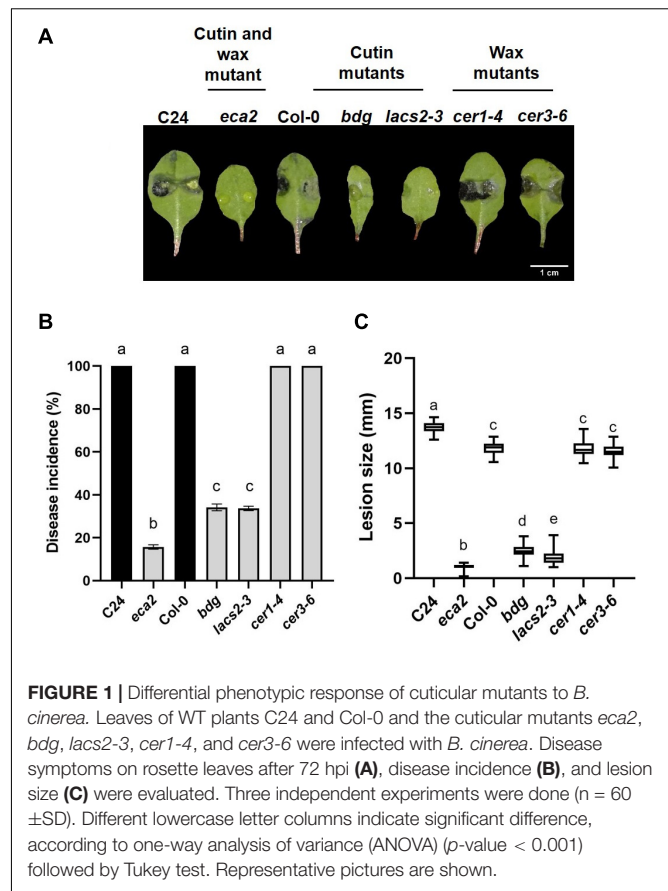 A
Cutin and
wax
mutant
Cutin
mutants
Wax
mutants
C24 eca2 Col-0 bdg lacs2-3 cer1-4 cer3-6
1 cm
B
a a a a
c c
b
Disease incidence (%)
100
80
60
40
20
0
C24 eca2 Col-0 bdg lacs2-3 cer1-4 cer3-6
C
Lesion size (mm)
20
15
10
5
0
a
c c c
d e
b
C24 eca2 Col-0 bdg lacs2-3 cer1-4 cer3-6
FIGURE 1 | Differential phenotypic response of cuticular mutants to B.
cinerea. Leaves of WT plants C24 and Col-0 and the cuticular mutants eca2,
bdg, lacs2-3, cer1-4, and cer3-6 were infected with B. cinerea. Disease
symptoms on rosette leaves after 72 hpi (A), disease incidence (B), and lesion
size (C) were evaluated. Three independent experiments were done (n = 60
±SD). Different lowercase letter columns indicate significant difference,
according to one-way analysis of variance (ANOVA) (p-value < 0.001)
followed by Tukey test. Representative pictures are shown.